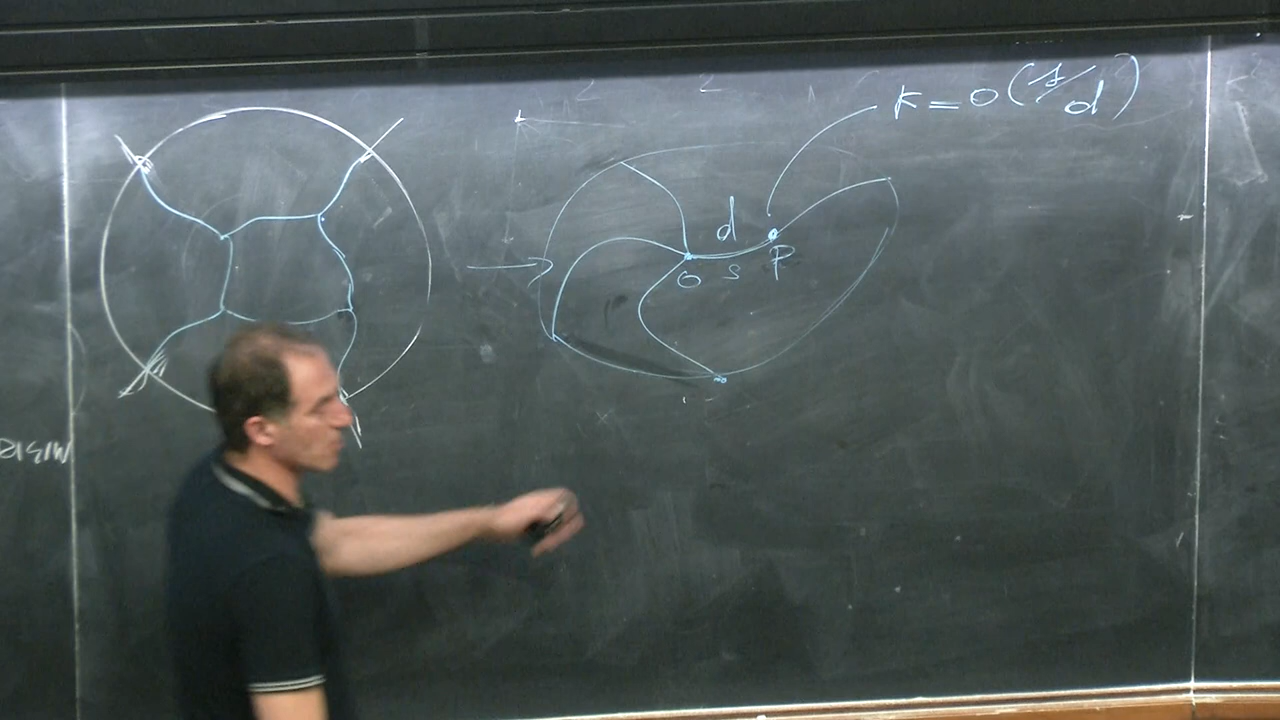 k = o(1/d)
d
O s P